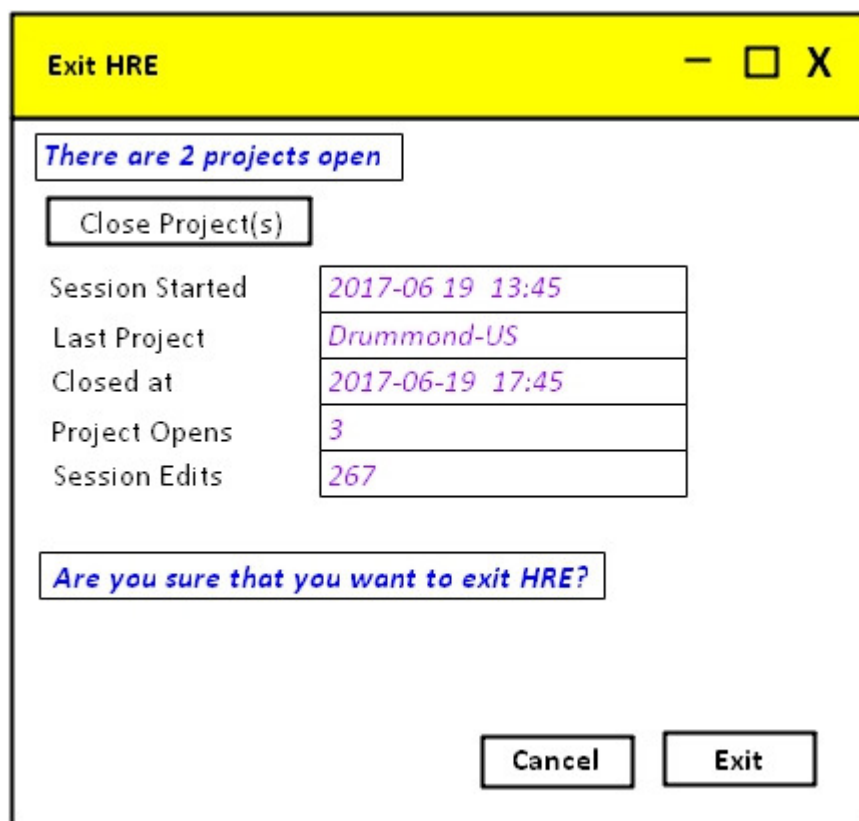 Exit HRE – □ X
There are 2 projects open
Close Project(s)
Session Started 2017-06 19 13:45
Last Project Drummond-US
Closed at 2017-06-19 17:45
Project Opens 3
Session Edits 267
Are you sure that you want to exit HRE?
Cancel Exit